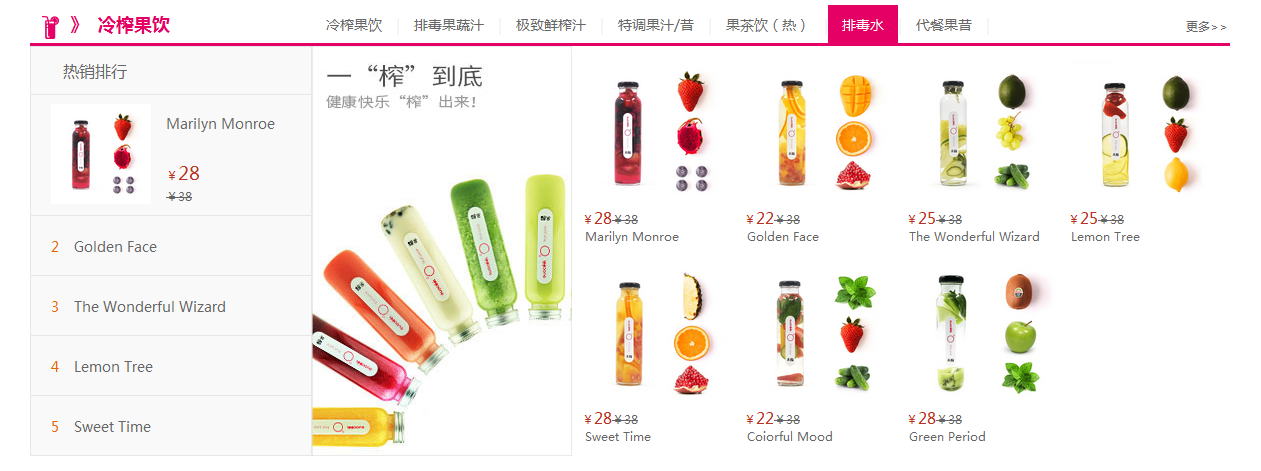 》 冷榨果饮
冷榨果饮 排毒果蔬汁 极致鲜榨汁 特调果汁/昔 果茶饮（热） 排毒水 代餐果昔
更多>>
热销排行
Marilyn Monroe
¥ 28
¥ 38
2 Golden Face
3 The Wonderful Wizard
4 Lemon Tree
5 Sweet Time
一“榨”到底
健康快乐“榨”出来！
¥ 28 ¥ 38
Marilyn Monroe
¥ 22 ¥ 38
Golden Face
¥ 25 ¥ 38
The Wonderful Wizard
¥ 25 ¥ 38
Lemon Tree
¥ 28 ¥ 38
Sweet Time
¥ 22 ¥ 38
Coiorful Mood
¥ 28 ¥ 38
Green Period